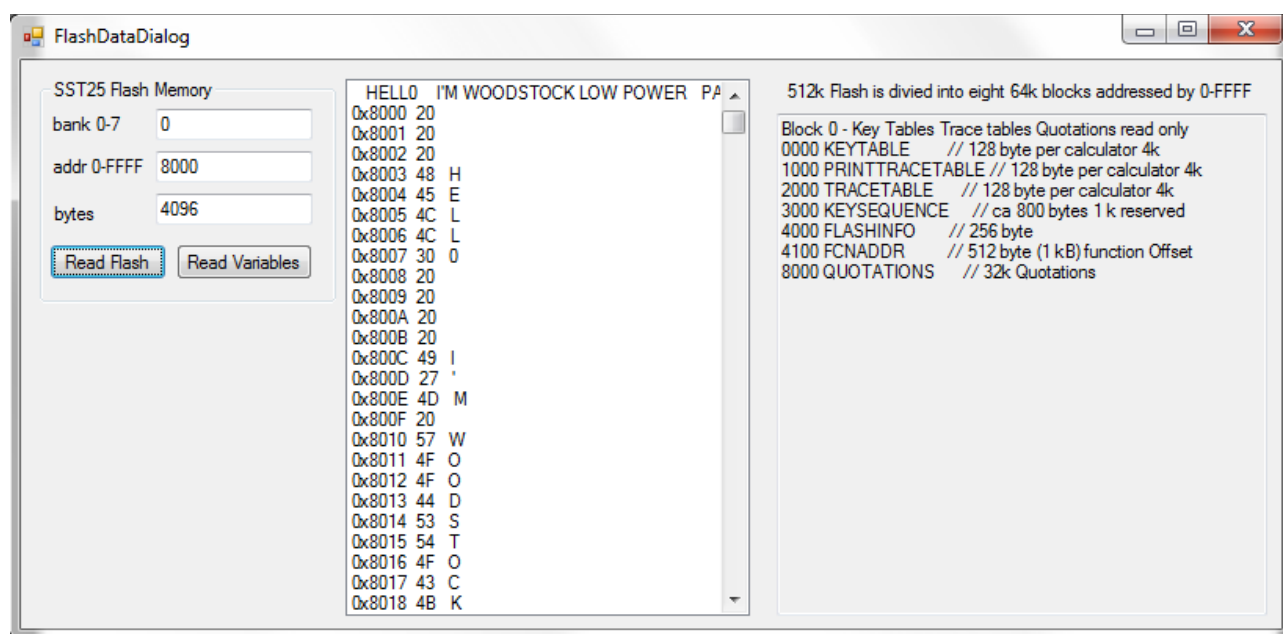 FlashDataDialog
SST25 Flash Memory
bank 0-7 0
addr 0-FFFF 8000
bytes 4096
Read Flash Read Variables
HELL0 I'M WOODSTOCK LOW POWER PA
0x8000 20
0x8001 20
0x8002 20
0x8003 48 H
0x8004 45 E
0x8005 4C L
0x8006 4C L
0x8007 30 0
0x8008 20
0x8009 20
0x800A 20
0x800B 20
0x800C 49 I
0x800D 27 '
0x800E 4D M
0x800F 20
0x8010 57 W
0x8011 4F O
0x8012 4F O
0x8013 44 D
0x8014 53 S
0x8015 54 T
0x8016 4F O
0x8017 43 C
0x8018 4B K
512k Flash is divied into eight 64k blocks addressed by 0-FFFF
Block 0 - Key Tables Trace tables Quotations read only
0000 KEYTABLE // 128 byte per calculator 4k
1000 PRINTTRACETABLE // 128 byte per calculator 4k
2000 TRACETABLE // 128 byte per calculator 4k
3000 KEYSEQUENCE // ca 800 bytes 1 k reserved
4000 FLASHINFO // 256 byte
4100 FCNADDR // 512 byte (1 kB) function Offset
8000 QUOTATIONS // 32k Quotations